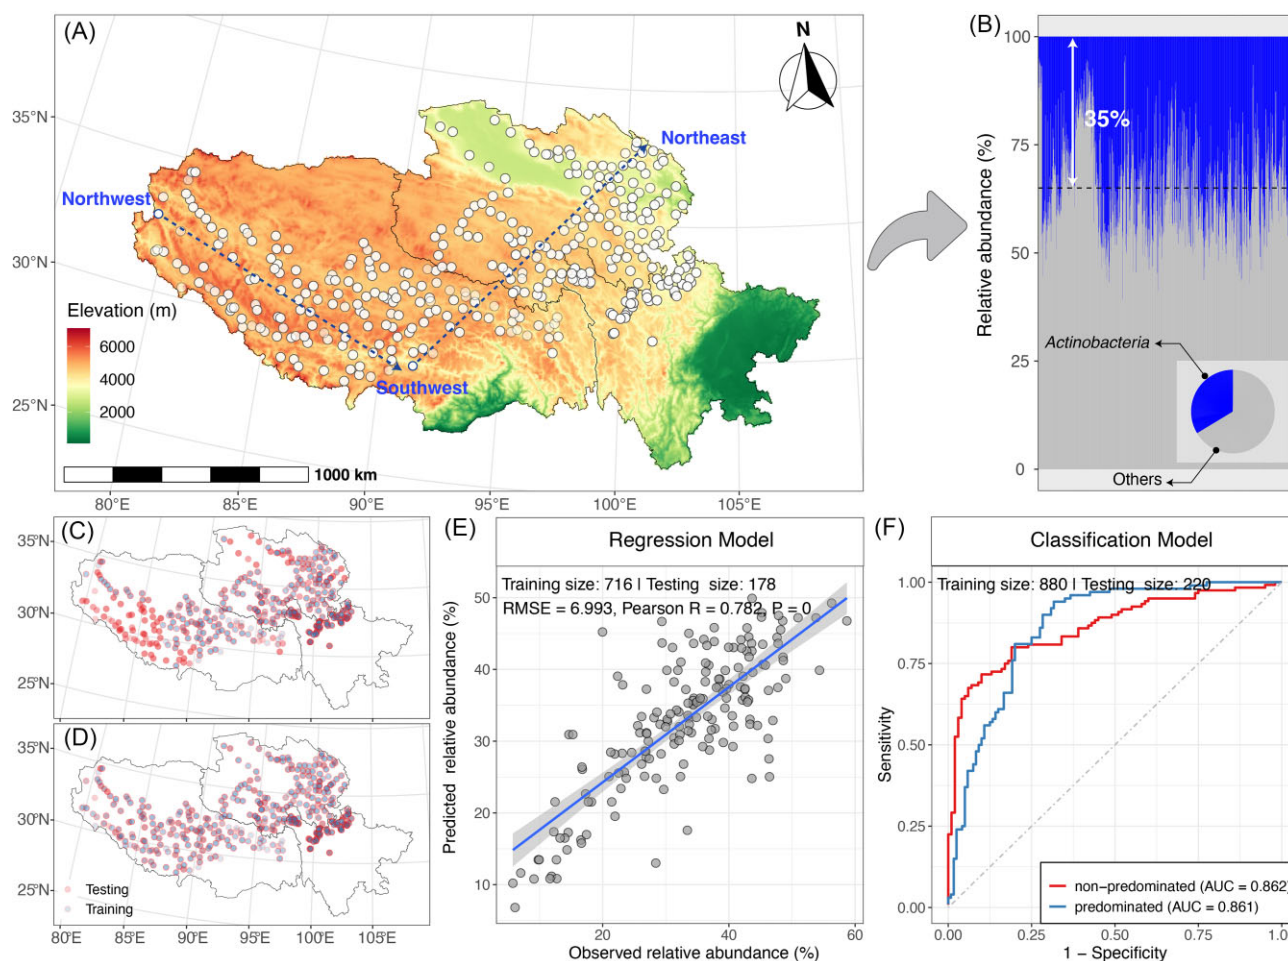 (A)
N
35°N
30°N
25°N
Northwest
Northeast
Southwest
Elevation (m)
6000
4000
2000
1000 km
80°E
85°E
90°E
95°E
100°E
105°E
(B)
Relative abundance (%)
100
75
50
25
0
35%
Actinobacteria
Others
(C)
35°N
30°N
25°N
(D)
35°N
30°N
25°N
Testing
Training
80°E
85°E
90°E
95°E
100°E
105°E
(E)
Regression Model
Training size: 716 | Testing size: 178
RMSE = 6.993, Pearson R = 0.782, P = 0
Predicted relative abundance (%)
50
40
30
20
10
20
40
60
Observed relative abundance (%)
(F)
Classification Model
Training size: 880 | Testing size: 220
Sensitivity
1.00
0.75
0.50
0.25
0.00
non-predominated (AUC = 0.862)
predominated (AUC = 0.861)
0.00
0.25
0.50
0.75
1.0
1 − Specificity